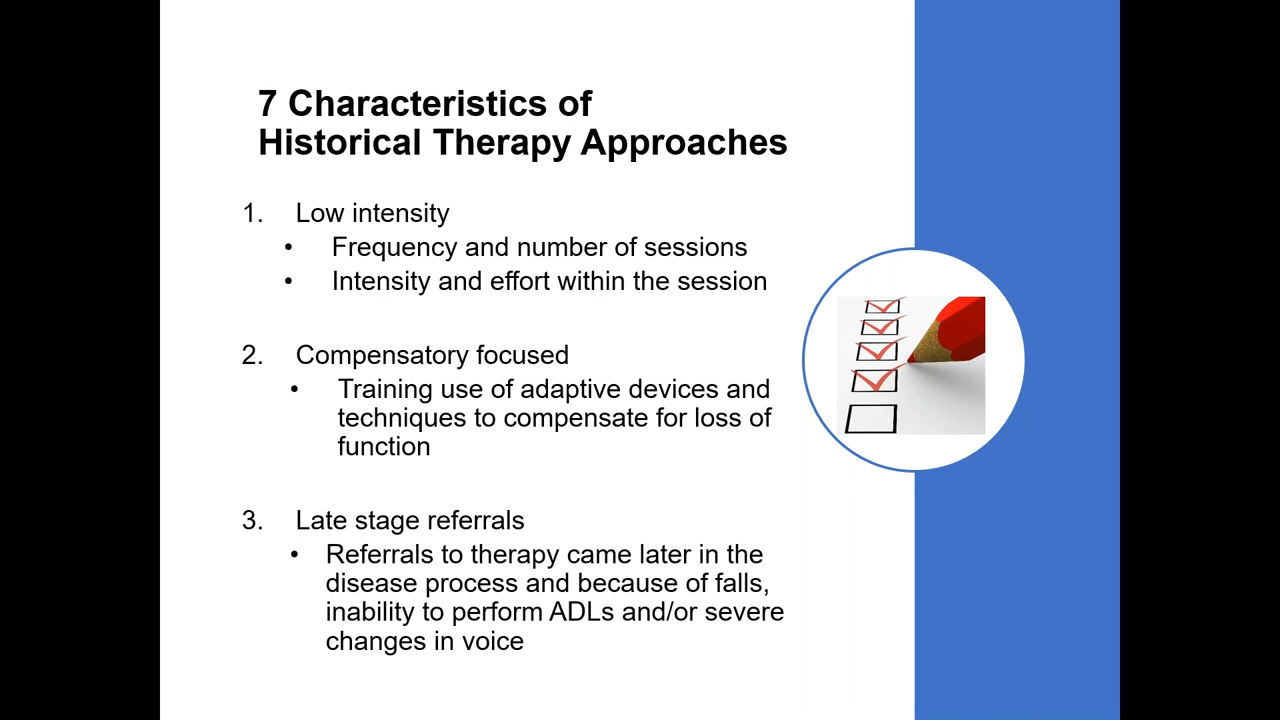 7 Characteristics of
Historical Therapy Approaches
1. Low intensity
• Frequency and number of sessions
• Intensity and effort within the session
2. Compensatory focused
• Training use of adaptive devices and
techniques to compensate for loss of
function
3. Late stage referrals
• Referrals to therapy came later in the
disease process and because of falls,
inability to perform ADLs and/or severe
changes in voice